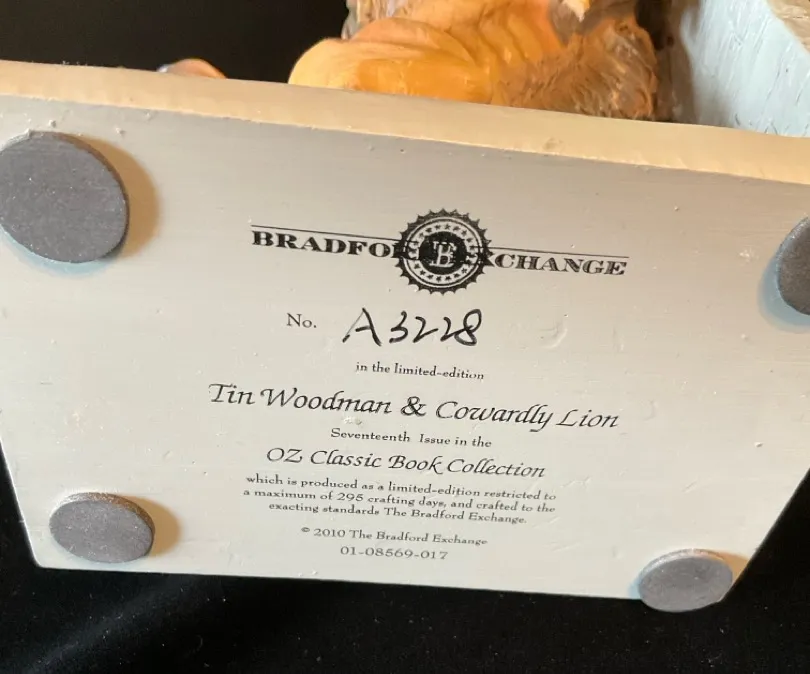 BRADFORD EXCHANGE
No. A3228
in the limited-edition
Tin Woodman & Cowardly Lion
Seventeenth Issue in the
OZ Classic Book Collection
which is produced as a limited-edition restricted to
a maximum of 295 crafting days, and crafted to the
exacting standards The Bradford Exchange.
© 2010 The Bradford Exchange
01-08569-017